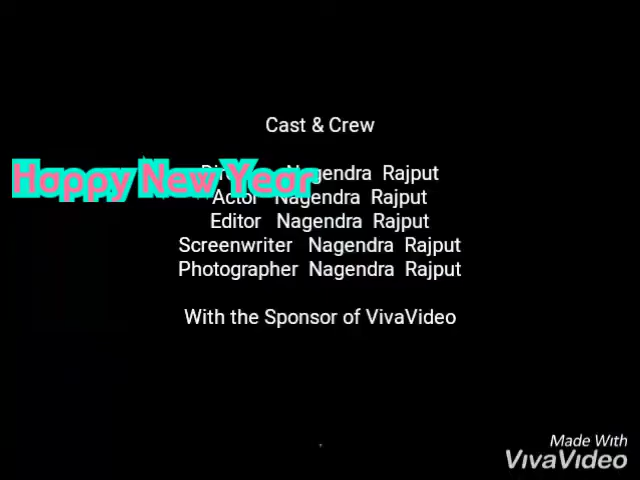 Cast & Crew
Happy New Year
Nagendra Rajput
Actor Nagendra Rajput
Editor Nagendra Rajput
Screenwriter Nagendra Rajput
Photographer Nagendra Rajput
With the Sponsor of VivaVideo
Made With
VivaVideo